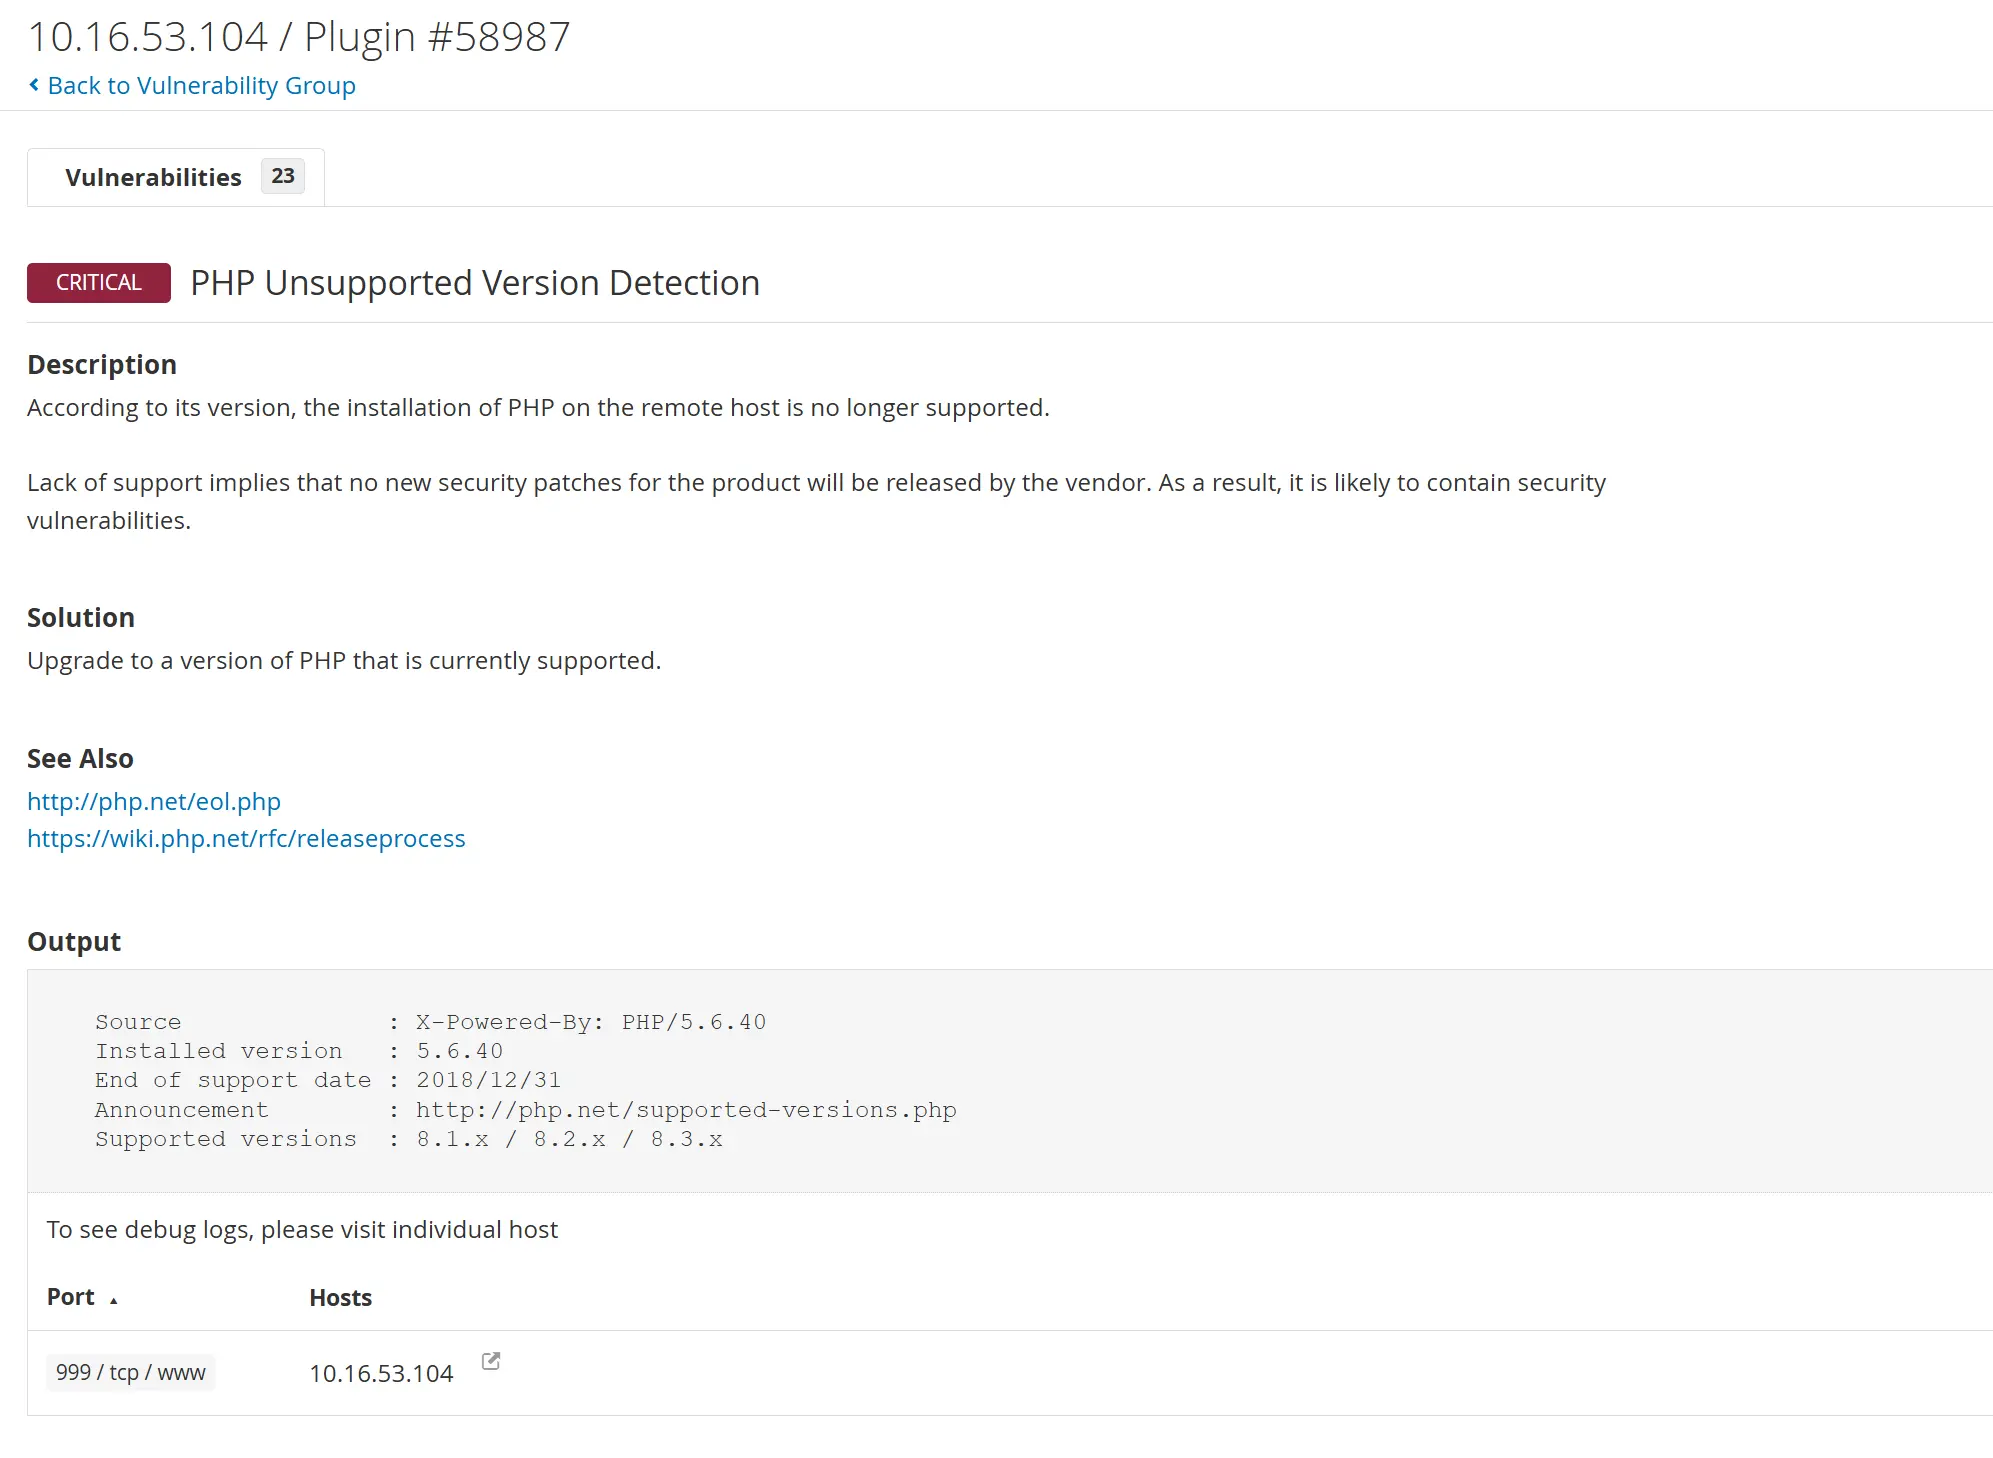 10.16.53.104 / Plugin #58987
Back to Vulnerability Group
Vulnerabilities 23
CRITICAL PHP Unsupported Version Detection
Description
According to its version, the installation of PHP on the remote host is no longer supported.
Lack of support implies that no new security patches for the product will be released by the vendor. As a result, it is likely to contain security
vulnerabilities.
Solution
Upgrade to a version of PHP that is currently supported.
See Also
http://php.net/eol.php
https://wiki.php.net/rfc/releaseprocess
Output
Source : X-Powered-By: PHP/5.6.40
Installed version : 5.6.40
End of support date : 2018/12/31
Announcement : http://php.net/supported-versions.php
Supported versions : 8.1.x / 8.2.x / 8.3.x
To see debug logs, please visit individual host
Port Hosts
999 / tcp / www 10.16.53.104